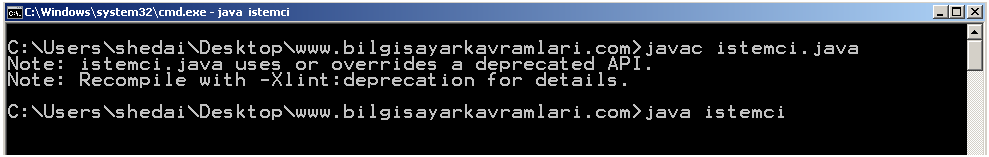 C:\Windows\system32\cmd.exe - java istemci
C:\Users\shedai\Desktop\www.bilgisayarkavramlari.com>javac istemci.java
Note: istemci.java uses or overrides a deprecated API.
Note: Recompile with -Xlint:deprecation for details.
C:\Users\shedai\Desktop\www.bilgisayarkavramlari.com>java istemci